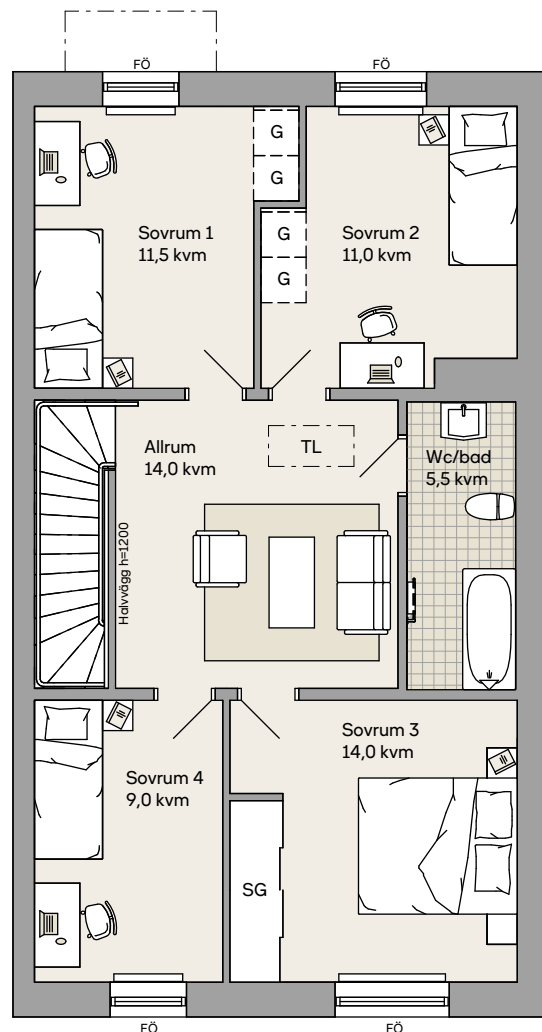 FÖ
FÖ
G
G
Sovrum 1
11,5 kvm
G
G
Sovrum 2
11,0 kvm
Allrum
14,0 kvm
TL
Wc/bad
5,5 kvm
Halvvägg h=1200
Sovrum 3
14,0 kvm
Sovrum 4
9,0 kvm
SG
FÖ
FÖ